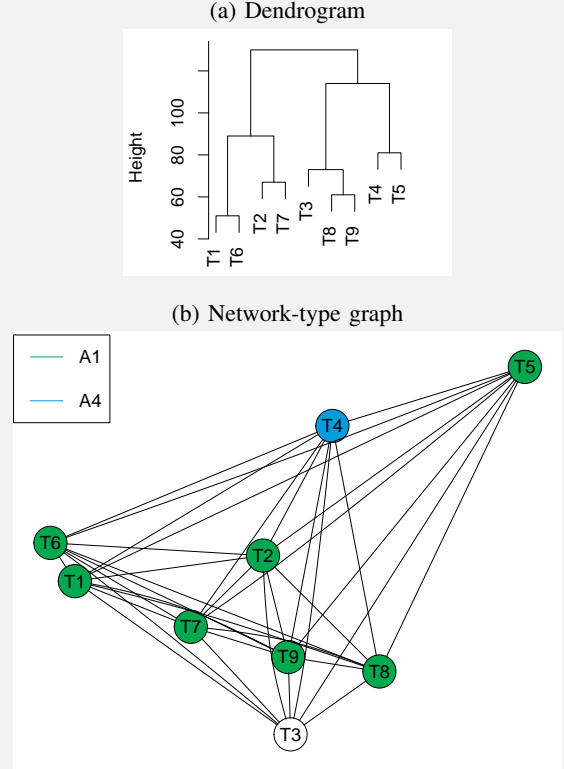 (a) Dendrogram
Height
40 60 80 100
T1 T6 T2 T7 T3 T8 T9 T4 T5
(b) Network-type graph
A1
A4
T5
T4
T6
T2
T1
T7
T9
T8
T3